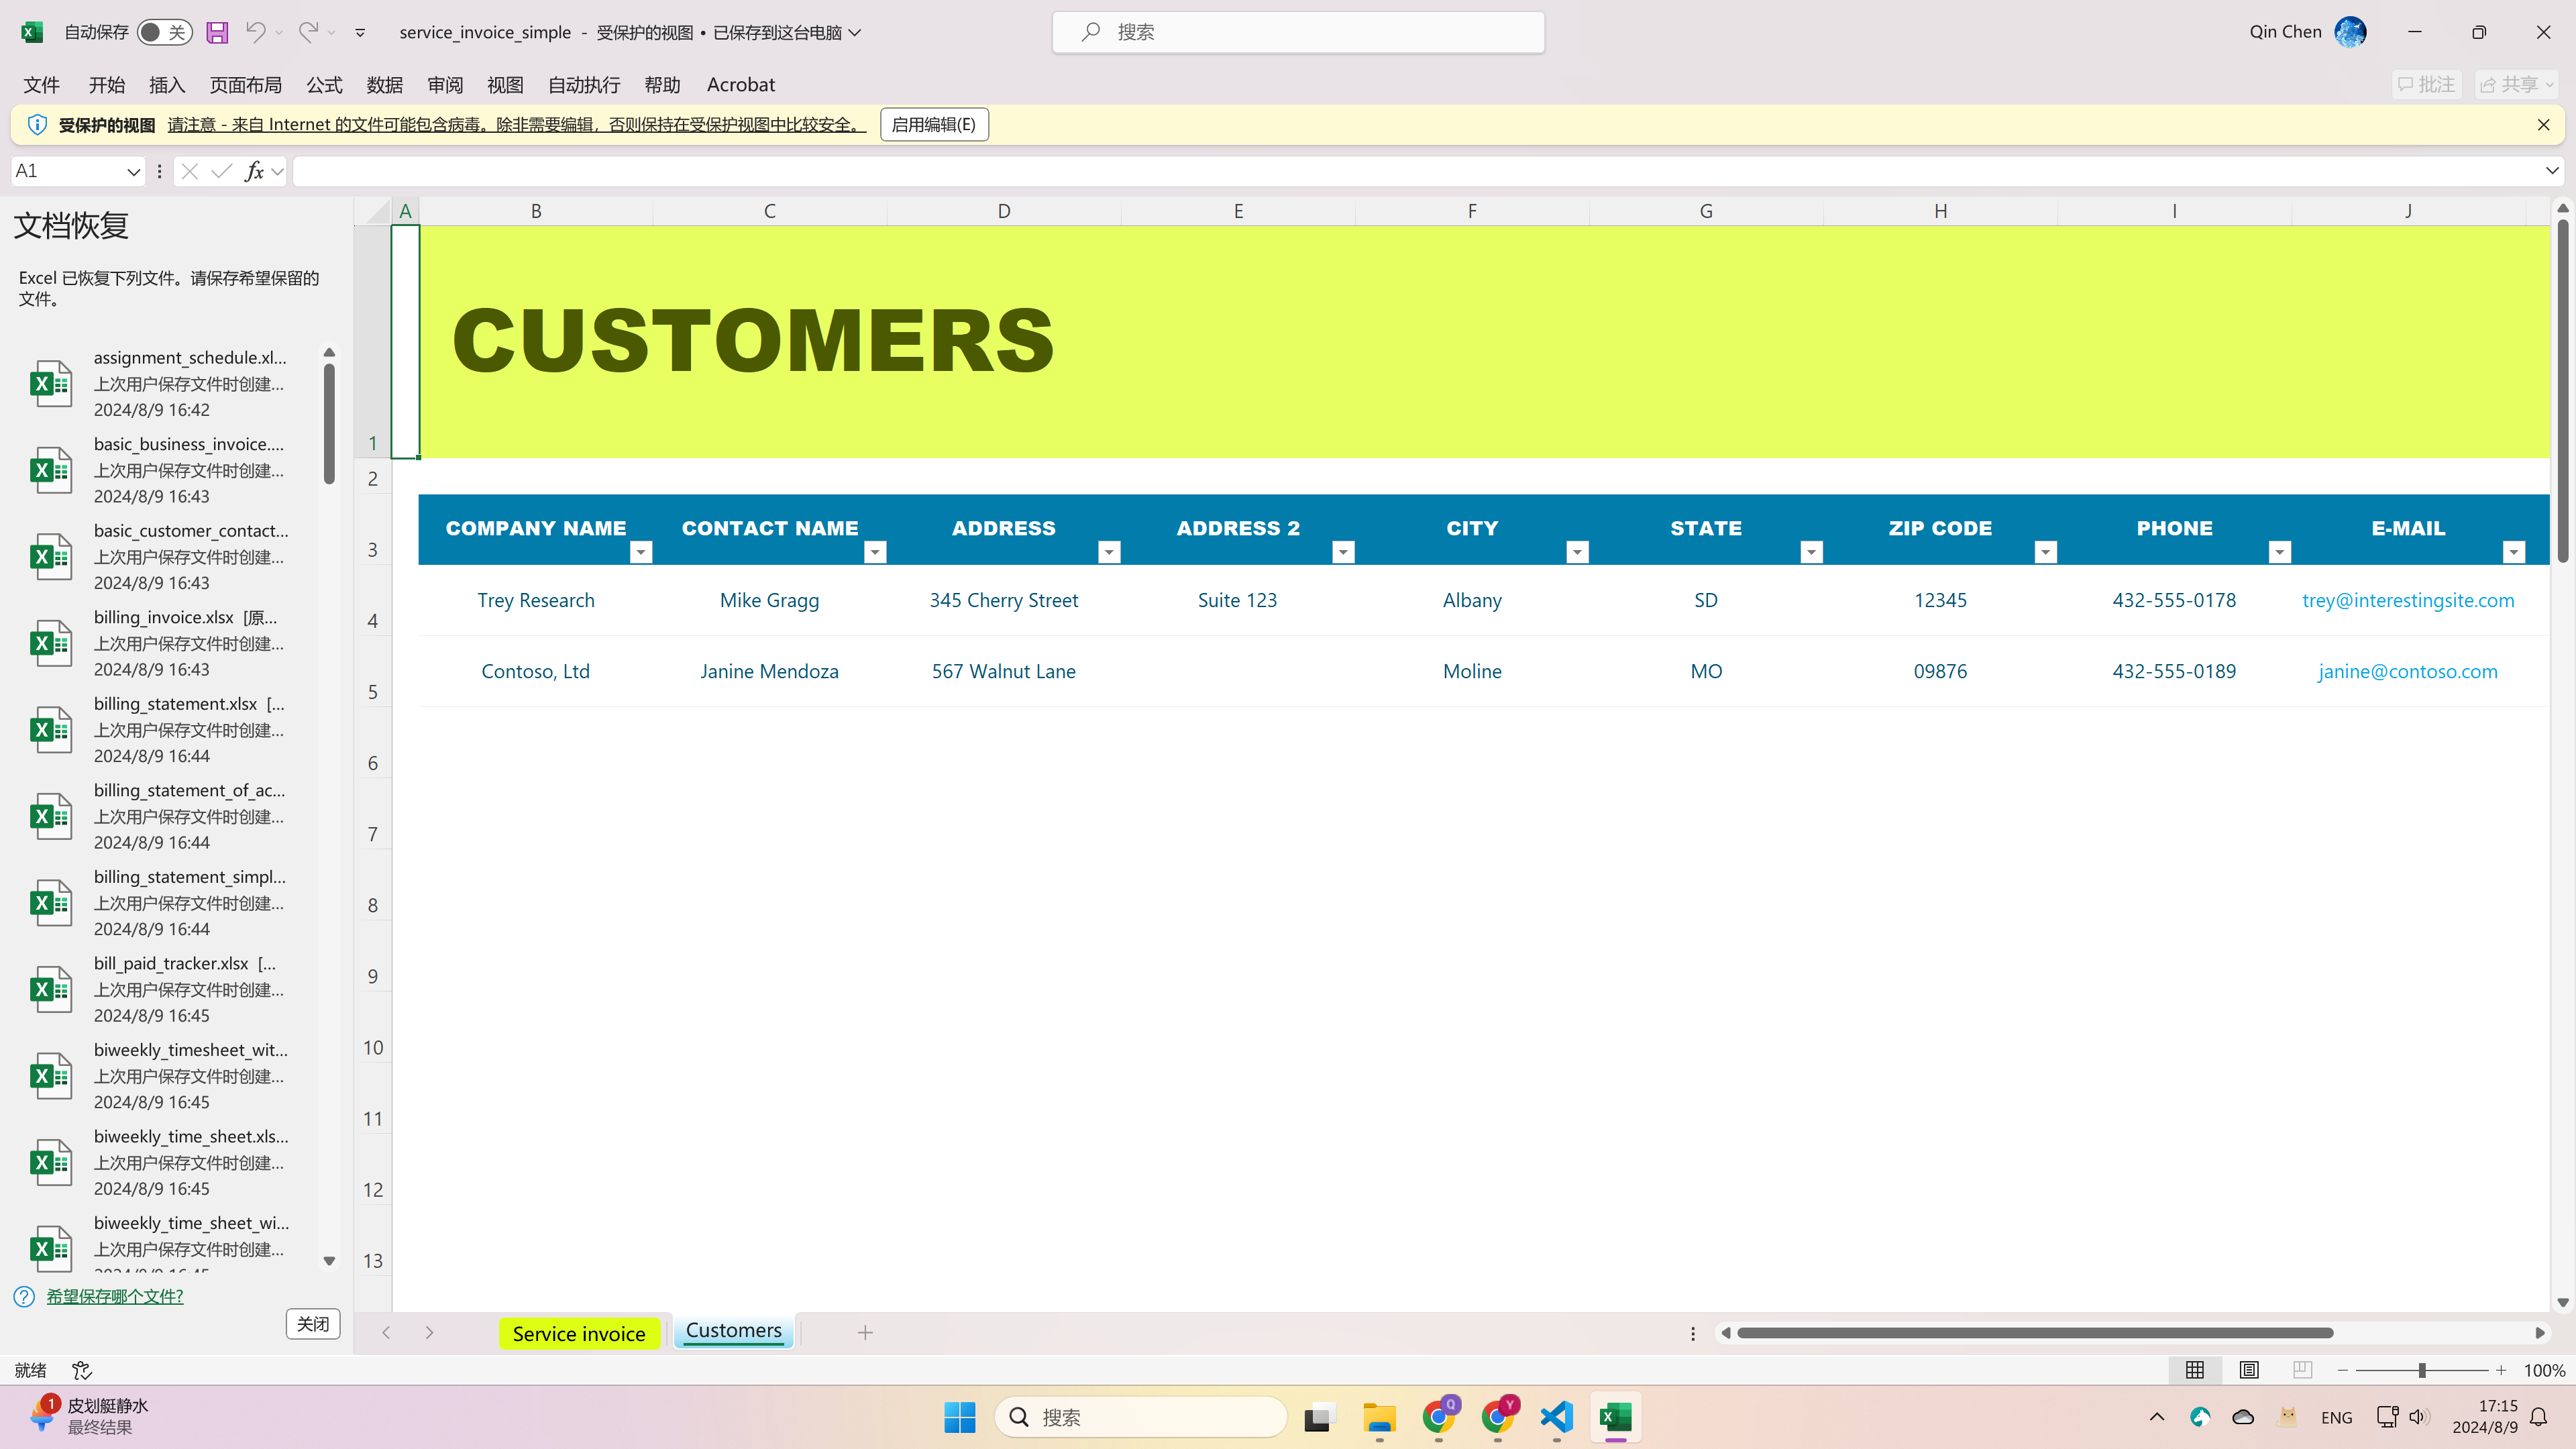 自动保存 关 service_invoice_simple - 受保护的视图 • 已保存到这台电脑 搜索 Qin Chen
文件 开始 插入 页面布局 公式 数据 审阅 视图 自动执行 帮助 Acrobat 批注 共享
受保护的视图 请注意 - 来自 Internet 的文件可能包含病毒。除非需要编辑，否则保持在受保护视图中比较安全。 启用编辑(E)
A1 fx
文档恢复
Excel 已恢复下列文件。请保存希望保留的
文件。
assignment_schedule.xl...
上次用户保存文件时创建...
2024/8/9 16:42
basic_business_invoice....
上次用户保存文件时创建...
2024/8/9 16:43
basic_customer_contact...
上次用户保存文件时创建...
2024/8/9 16:43
billing_invoice.xlsx [原...
上次用户保存文件时创建...
2024/8/9 16:43
billing_statement.xlsx [...
上次用户保存文件时创建...
2024/8/9 16:44
billing_statement_of_ac...
上次用户保存文件时创建...
2024/8/9 16:44
billing_statement_simpl...
上次用户保存文件时创建...
2024/8/9 16:44
bill_paid_tracker.xlsx [...
上次用户保存文件时创建...
2024/8/9 16:45
biweekly_timesheet_wit...
上次用户保存文件时创建...
2024/8/9 16:45
biweekly_time_sheet.xls...
上次用户保存文件时创建...
2024/8/9 16:45
biweekly_time_sheet_wi...
上次用户保存文件时创建...
希望保存哪个文件?
关闭
A B C D E F G H I J
1 CUSTOMERS
2
3 COMPANY NAME CONTACT NAME ADDRESS ADDRESS 2 CITY STATE ZIP CODE PHONE E-MAIL
4 Trey Research Mike Gragg 345 Cherry Street Suite 123 Albany SD 12345 432-555-0178 trey@interestingsite.com
5 Contoso, Ltd Janine Mendoza 567 Walnut Lane Moline MO 09876 432-555-0189 janine@contoso.com
6
7
8
9
10
11
12
13
Service invoice Customers
就绪 100%
1 皮划艇静水
最终结果
搜索 Q Y ENG 17:15
2024/8/9